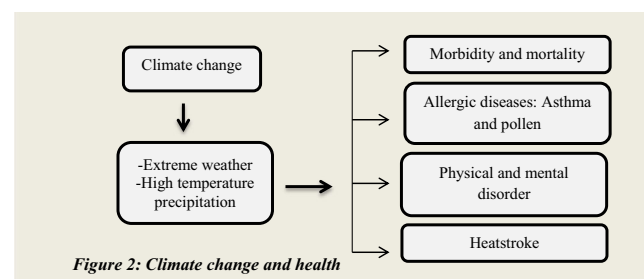 Climate change
-Extreme weather
-High temperature
precipitation
Morbidity and mortality
Allergic diseases: Asthma
and pollen
Physical and mental
disorder
Heatstroke
Figure 2: Climate change and health